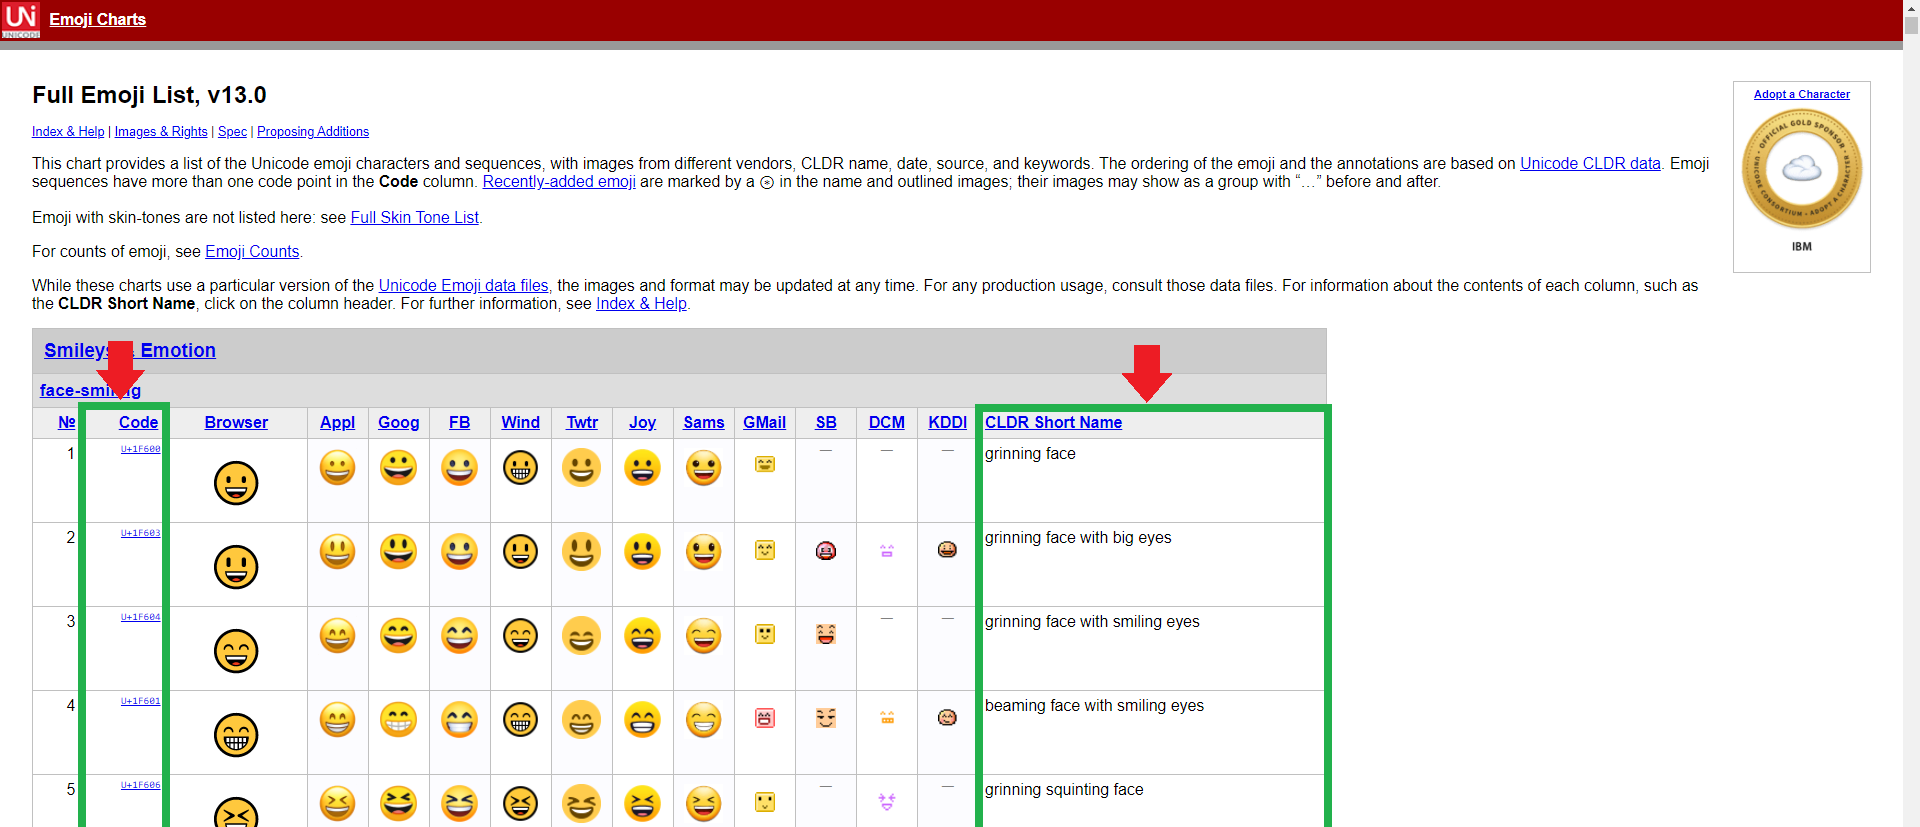 UNi
UNICODE
Emoji Charts
Full Emoji List, v13.0
Index & Help | Images & Rights | Spec | Proposing Additions
This chart provides a list of the Unicode emoji characters and sequences, with images from different vendors, CLDR name, date, source, and keywords. The ordering of the emoji and the annotations are based on Unicode CLDR data. Emoji
sequences have more than one code point in the Code column. Recently-added emoji are marked by a ⊛ in the name and outlined images; their images may show as a group with “…” before and after.
Emoji with skin-tones are not listed here: see Full Skin Tone List.
For counts of emoji, see Emoji Counts.
While these charts use a particular version of the Unicode Emoji data files, the images and format may be updated at any time. For any production usage, consult those data files. For information about the contents of each column, such as
the CLDR Short Name, click on the column header. For further information, see Index & Help.
Adopt a Character
OFFICIAL GOLD SPONSOR
UNICODE CONSORTIUM • ADOPT A CHARACTER
IBM
Smileys & Emotion
face-smiling
№ Code Browser Appl Goog FB Wind Twtr Joy Sams GMail SB DCM KDDI CLDR Short Name
1 U+1F600 — — — grinning face
2 U+1F603 grinning face with big eyes
3 U+1F604 — — grinning face with smiling eyes
4 U+1F601 beaming face with smiling eyes
5 U+1F606 — — grinning squinting face